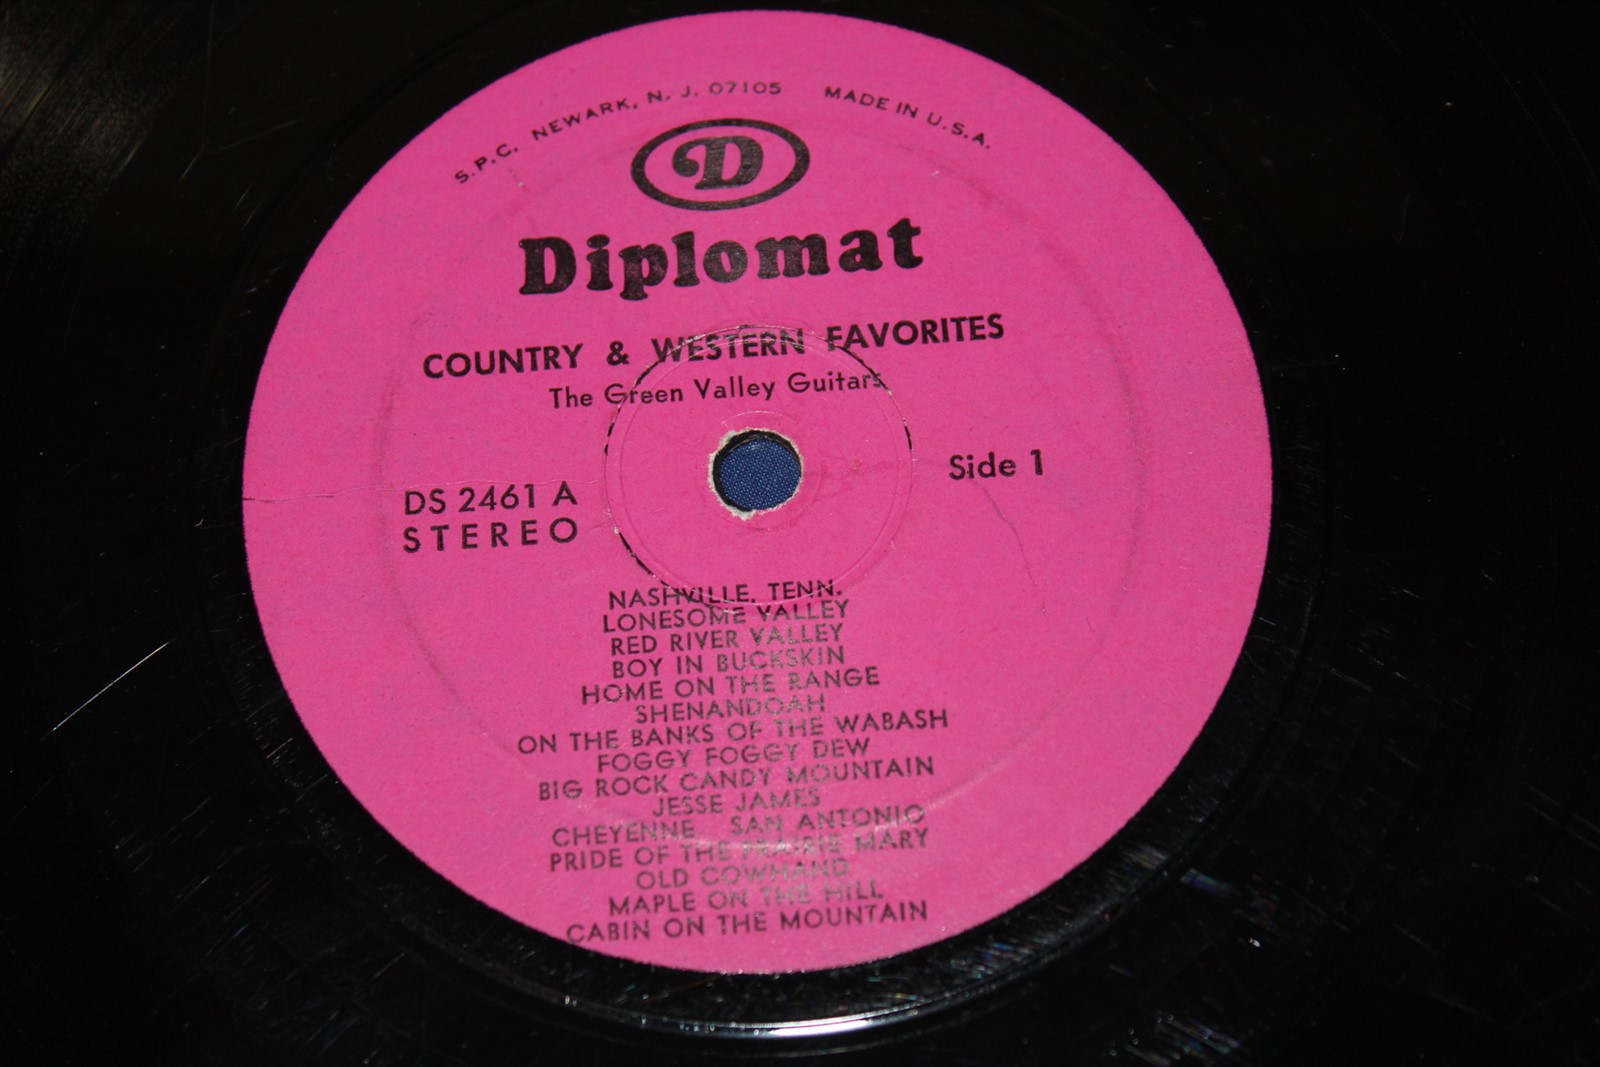 S.P.C. NEWARK, N. J. 07105 MADE IN U.S.A.
D
Diplomat
COUNTRY & WESTERN FAVORITES
The Green Valley Guitars
Side 1
DS 2461 A
STEREO
NASHVILLE, TENN.
LONESOME VALLEY
RED RIVER VALLEY
BOY IN BUCKSKIN
HOME ON THE RANGE
SHENANDOAH
ON THE BANKS OF THE WABASH
FOGGY FOGGY DEW
BIG ROCK CANDY MOUNTAIN
JESSE JAMES
CHEYENNE SAN ANTONIO
PRIDE OF THE PRAIRIE MARY
OLD COWHAND
MAPLE ON THE HILL
CABIN ON THE MOUNTAIN